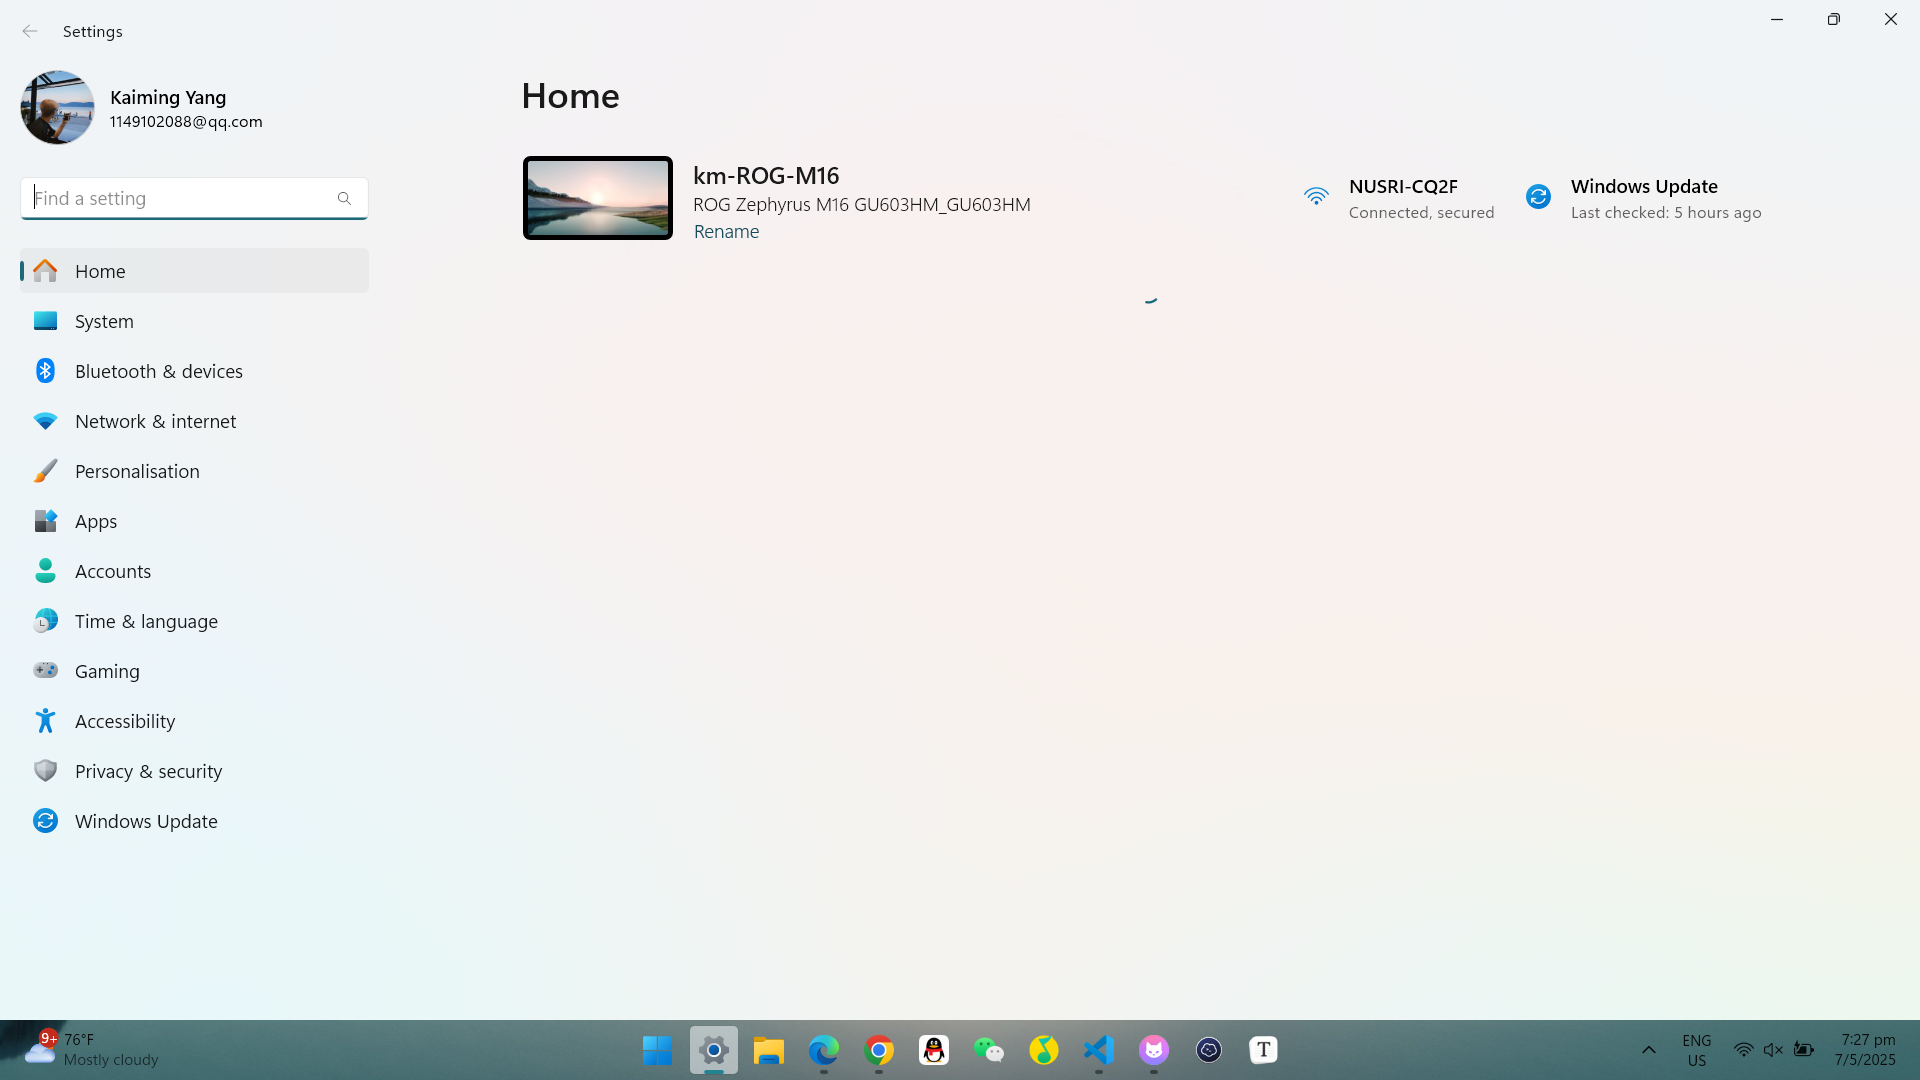 Settings
Kaiming Yang
1149102088@qq.com
Find a setting
Home
System
Bluetooth & devices
Network & internet
Personalisation
Apps
Accounts
Time & language
Gaming
Accessibility
Privacy & security
Windows Update
Home
km-ROG-M16
ROG Zephyrus M16 GU603HM_GU603HM
Rename
NUSRI-CQ2F
Connected, secured
Windows Update
Last checked: 5 hours ago
9+
76°F
Mostly cloudy
T
ENG
US
7:27 pm
7/5/2025